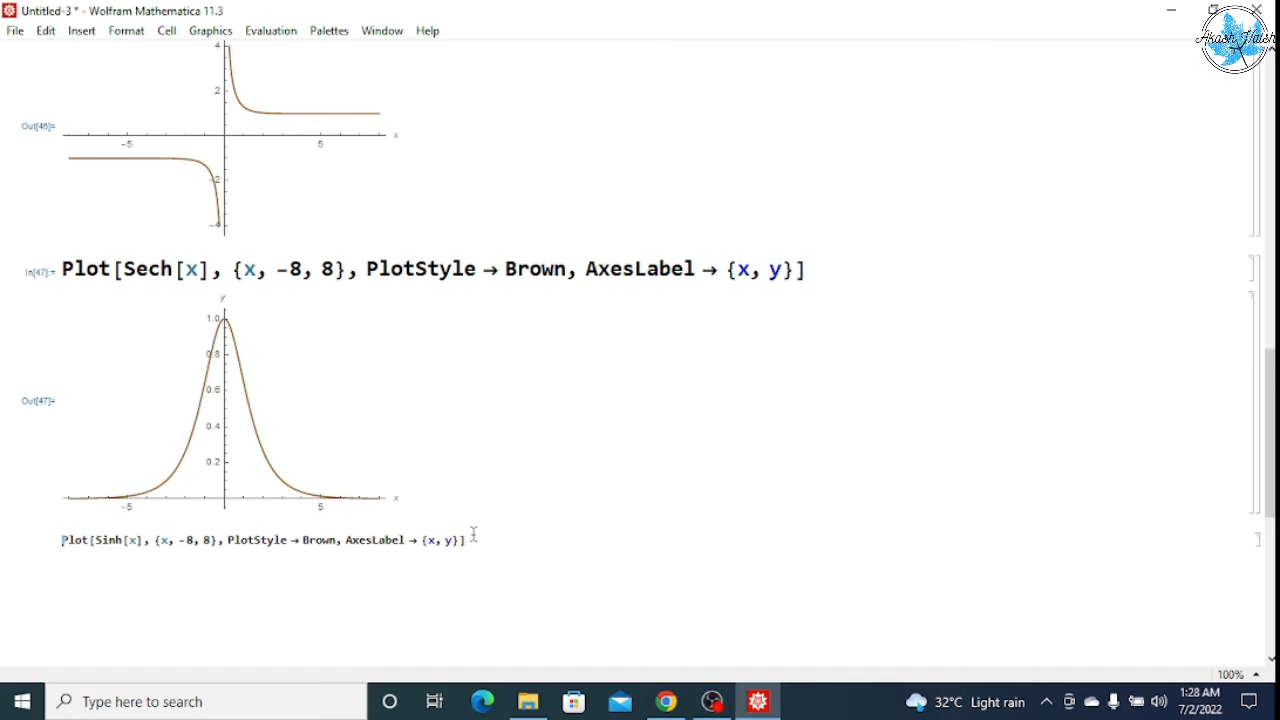 Untitled-3 * - Wolfram Mathematica 11.3
File Edit Insert Format Cell Graphics Evaluation Palettes Window Help
4
2
Out[46]=
x
-5 5
-2
-4
In[47]:= Plot[Sech[x], {x, -8, 8}, PlotStyle → Brown, AxesLabel → {x, y}]
y
1.0
0.8
0.6
Out[47]=
0.4
0.2
x
-5 5
Plot[Sinh[x], {x, -8, 8}, PlotStyle → Brown, AxesLabel → {x, y}]
100%
Type here to search
32°C Light rain
1:28 AM
7/2/2022